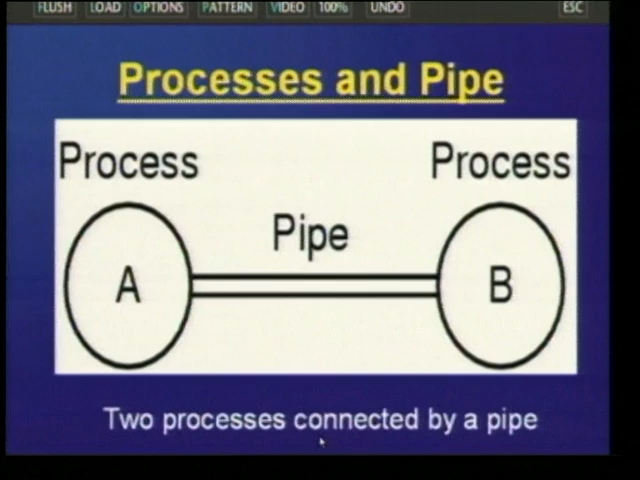 FLUSH LOAD OPTIONS PATTERN VIDEO 100% UNDO ESC
Processes and Pipe
Process Process
Pipe
A B
Two processes connected by a pipe